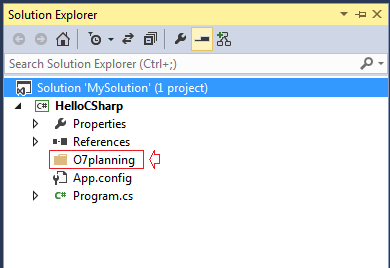 Solution Explorer
Search Solution Explorer (Ctrl+;)
Solution 'MySolution' (1 project)
C# HelloCSharp
Properties
References
O7planning
App.config
C# Program.cs